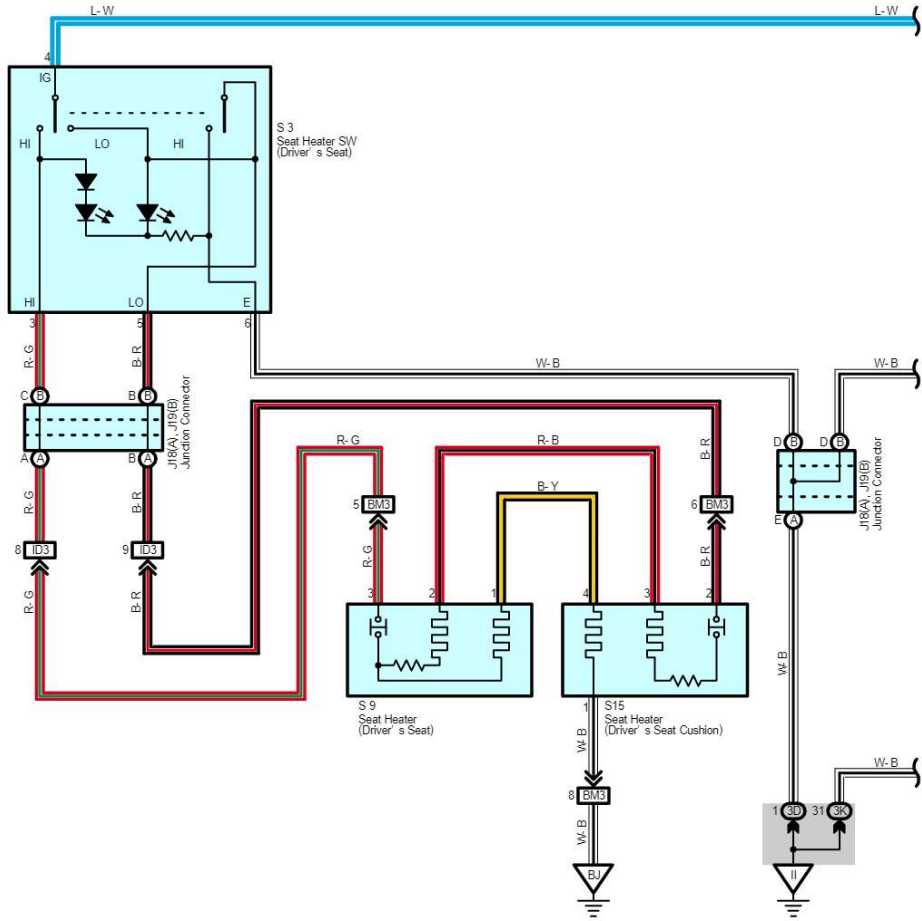 L-W
L-W
4
IG
HI
LO
HI
S 3
Seat Heater SW
(Driver's Seat)
HI
LO
E
3
5
6
R-G
B-R
W-B
W-B
C B
B B
J18(A), J19(B)
Junction Connector
A A
B A
R-G
R-B
B-R
D B
D B
J18(A), J19(B)
Junction Connector
B-Y
5 BM3
6 BM3
E A
R-G
B-R
8 ID3
9 ID3
R-G
B-R
R-G
B-R
3
2
1
4
3
2
W-B
S 9
Seat Heater
(Driver's Seat)
1
S15
Seat Heater
(Driver's Seat Cushion)
W-B
W-B
8 BM3
1 3D
31 3K
W-B
BJ
II